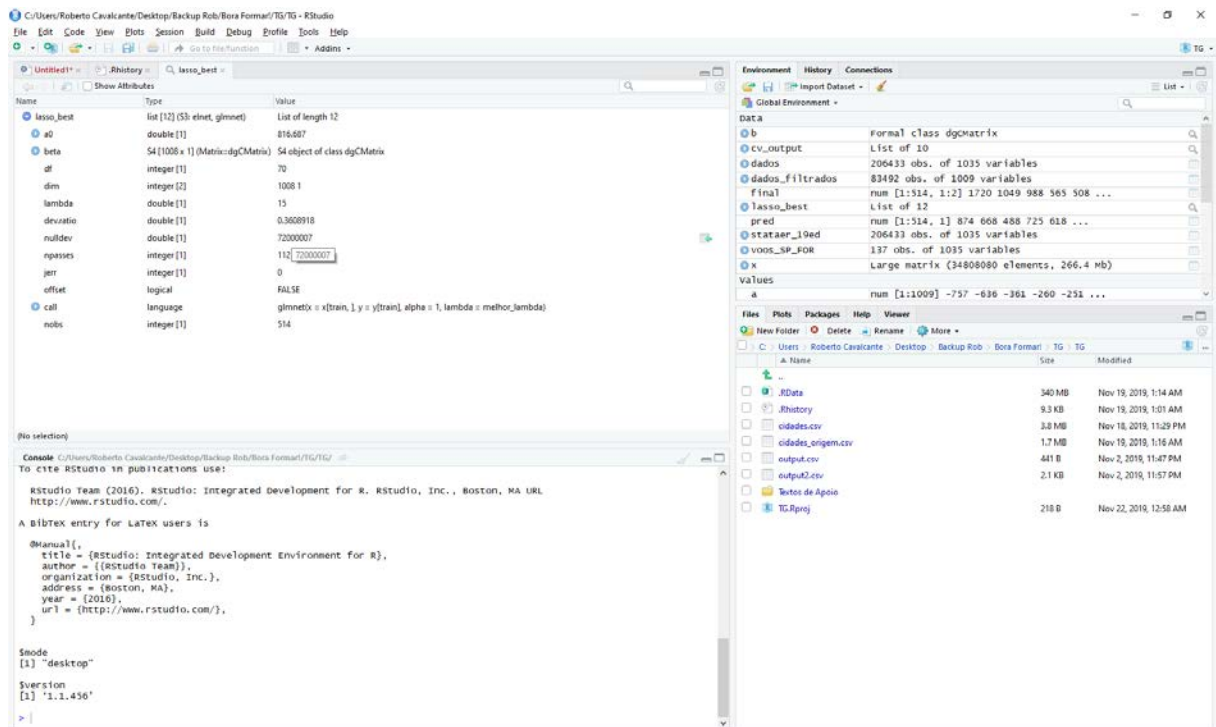 C:/Users/Roberto Cavalcante/Desktop/Backup Rob/Bora Formar!/TG/TG - RStudio
File Edit Code View Plots Session Build Debug Profile Tools Help
Go to file/function Addins TG
Untitled1* .Rhistory lasso_best
Show Attributes
Name Type Value
lasso_best list [12] (S3: elnet, glmnet) List of length 12
a0 double [1] 816.687
beta S4 [1008 x 1] (Matrix::dgCMatrix) S4 object of class dgCMatrix
df integer [1] 70
dim integer [2] 1008 1
lambda double [1] 15
dev.ratio double [1] 0.3608918
nulldev double [1] 72000007
npasses integer [1] 112 72000007
jerr integer [1] 0
offset logical FALSE
call language glmnet(x = x[train, ], y = y[train], alpha = 1, lambda = melhor_lambda)
nobs integer [1] 514
(No selection)
Console C:/Users/Roberto Cavalcante/Desktop/Backup Rob/Bora Formar!/TG/TG/
To cite RStudio in publications use:
RStudio Team (2016). RStudio: Integrated Development for R. RStudio, Inc., Boston, MA URL
http://www.rstudio.com/.
A BibTeX entry for LaTeX users is
@Manual{,
title = {RStudio: Integrated Development Environment for R},
author = {{RStudio Team}},
organization = {RStudio, Inc.},
address = {Boston, MA},
year = {2016},
url = {http://www.rstudio.com/},
}
$mode
[1] "desktop"
$version
[1] '1.1.456'
>
Environment History Connections
Import Dataset List
Global Environment
Data
b Formal class dgCMatrix
cv_output List of 10
dados 206433 obs. of 1035 variables
dados_filtrados 83492 obs. of 1009 variables
final num [1:514, 1:2] 1720 1049 988 565 508 ...
lasso_best List of 12
pred num [1:514, 1] 874 668 488 725 618 ...
stataer_19ed 206433 obs. of 1035 variables
voos_SP_FOR 137 obs. of 1035 variables
x Large matrix (34808080 elements, 266.4 Mb)
Values
a num [1:1009] -757 -636 -361 -260 -251 ...
Files Plots Packages Help Viewer
New Folder Delete Rename More
C: Users Roberto Cavalcante Desktop Backup Rob Bora Formar! TG TG
Name Size Modified
..
.RData 340 MB Nov 19, 2019, 1:14 AM
.Rhistory 9.3 KB Nov 19, 2019, 1:01 AM
cidades.csv 3.8 MB Nov 18, 2019, 11:29 PM
cidades_origem.csv 1.7 MB Nov 19, 2019, 1:16 AM
output.csv 441 B Nov 2, 2019, 11:47 PM
output2.csv 2.1 KB Nov 2, 2019, 11:57 PM
Textos de Apoio
TG.Rproj 218 B Nov 22, 2019, 12:58 AM